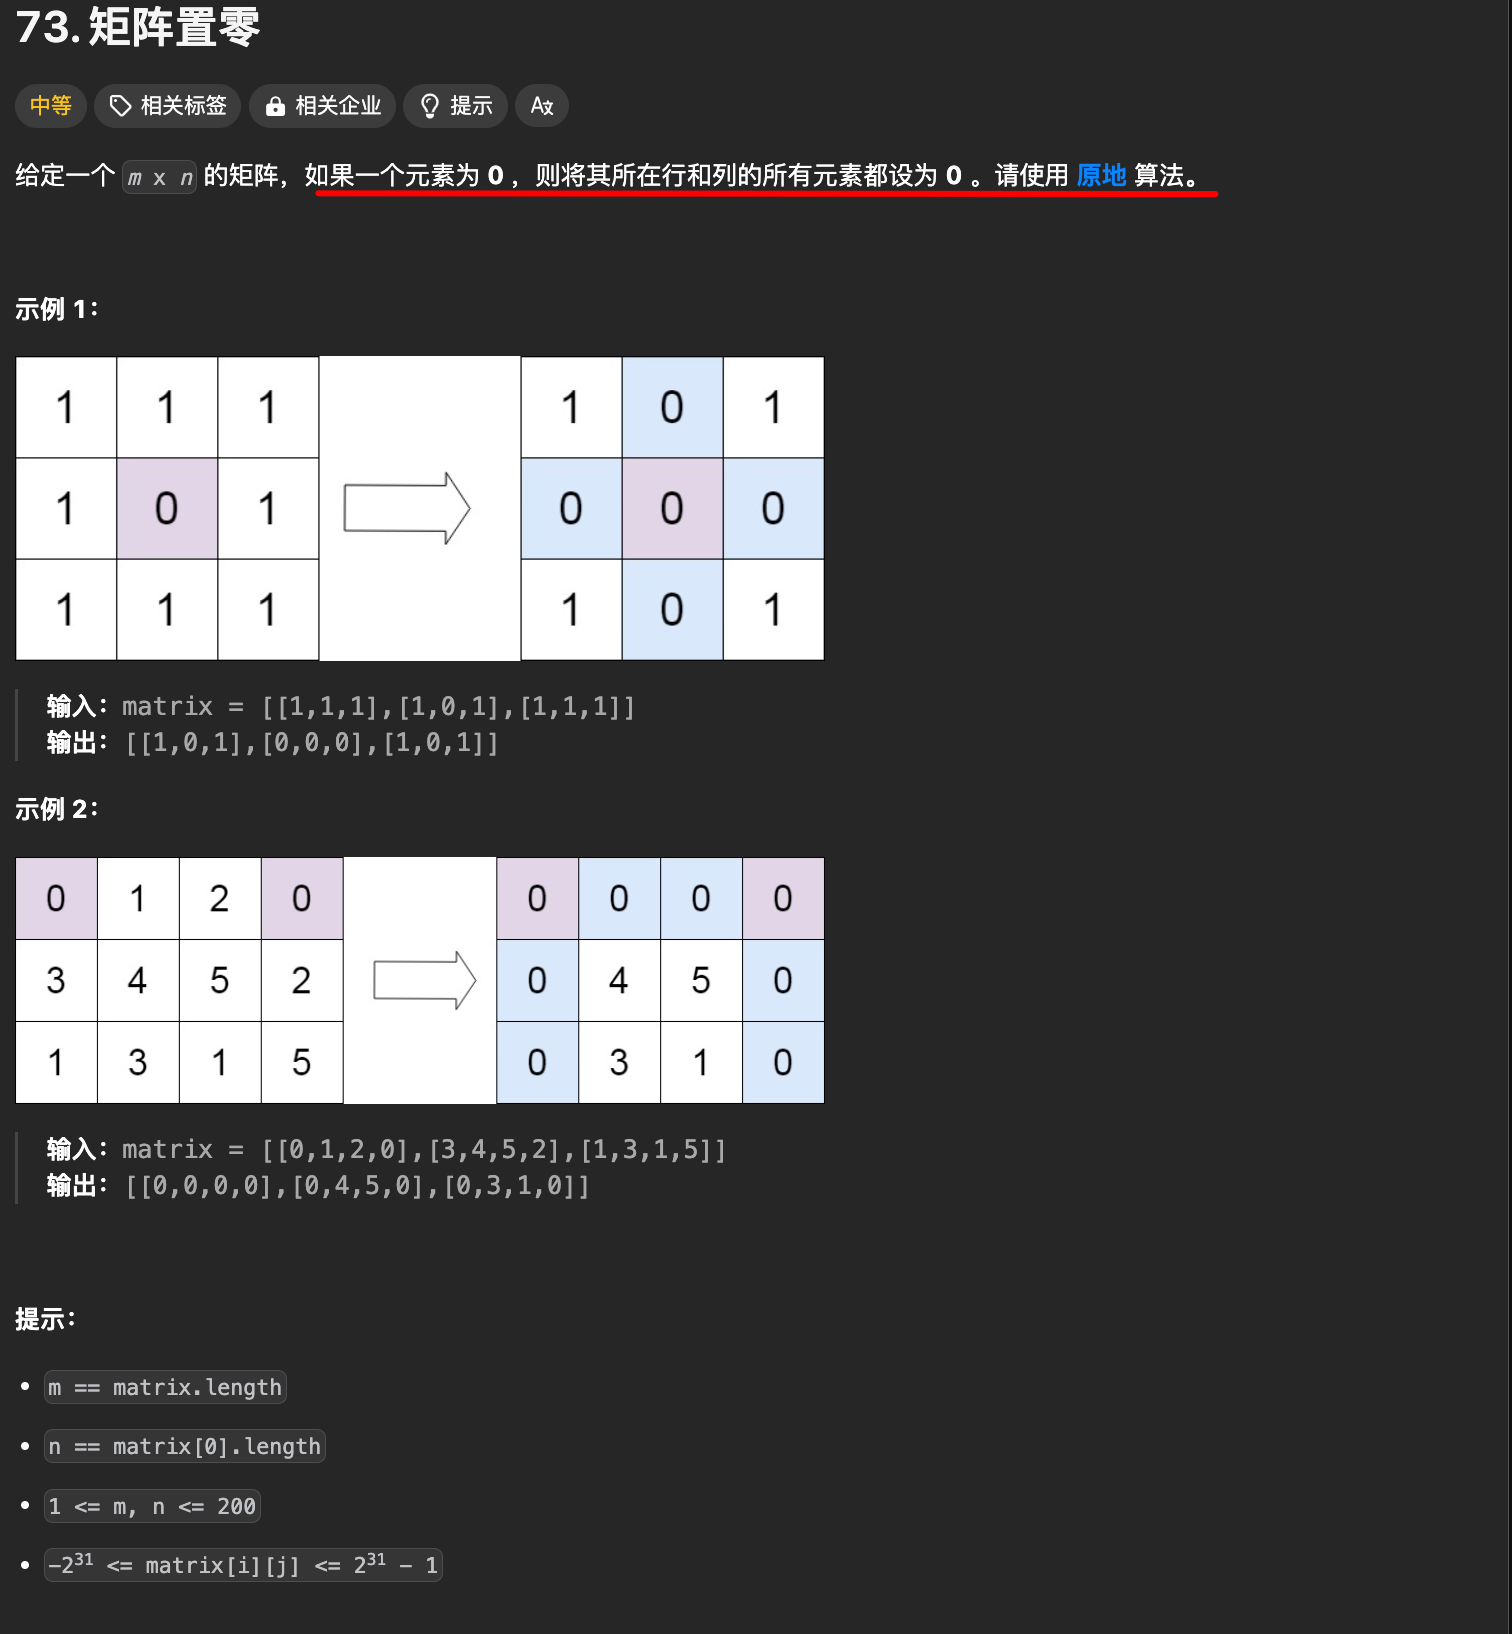 73. 矩阵置零
中等 相关标签 相关企业 提示 Aあ
给定一个 m x n 的矩阵，如果一个元素为 0 ，则将其所在行和列的所有元素都设为 0 。请使用 原地 算法。
示例 1：
1 1 1 1 0 1
1 0 1 0 0 0
1 1 1 1 0 1
输入：matrix = [[1,1,1],[1,0,1],[1,1,1]]
输出：[[1,0,1],[0,0,0],[1,0,1]]
示例 2：
0 1 2 0 0 0 0 0
3 4 5 2 0 4 5 0
1 3 1 5 0 3 1 0
输入：matrix = [[0,1,2,0],[3,4,5,2],[1,3,1,5]]
输出：[[0,0,0,0],[0,4,5,0],[0,3,1,0]]
提示：
m == matrix.length
n == matrix[0].length
1 <= m, n <= 200
−2³¹ <= matrix[i][j] <= 2³¹ − 1